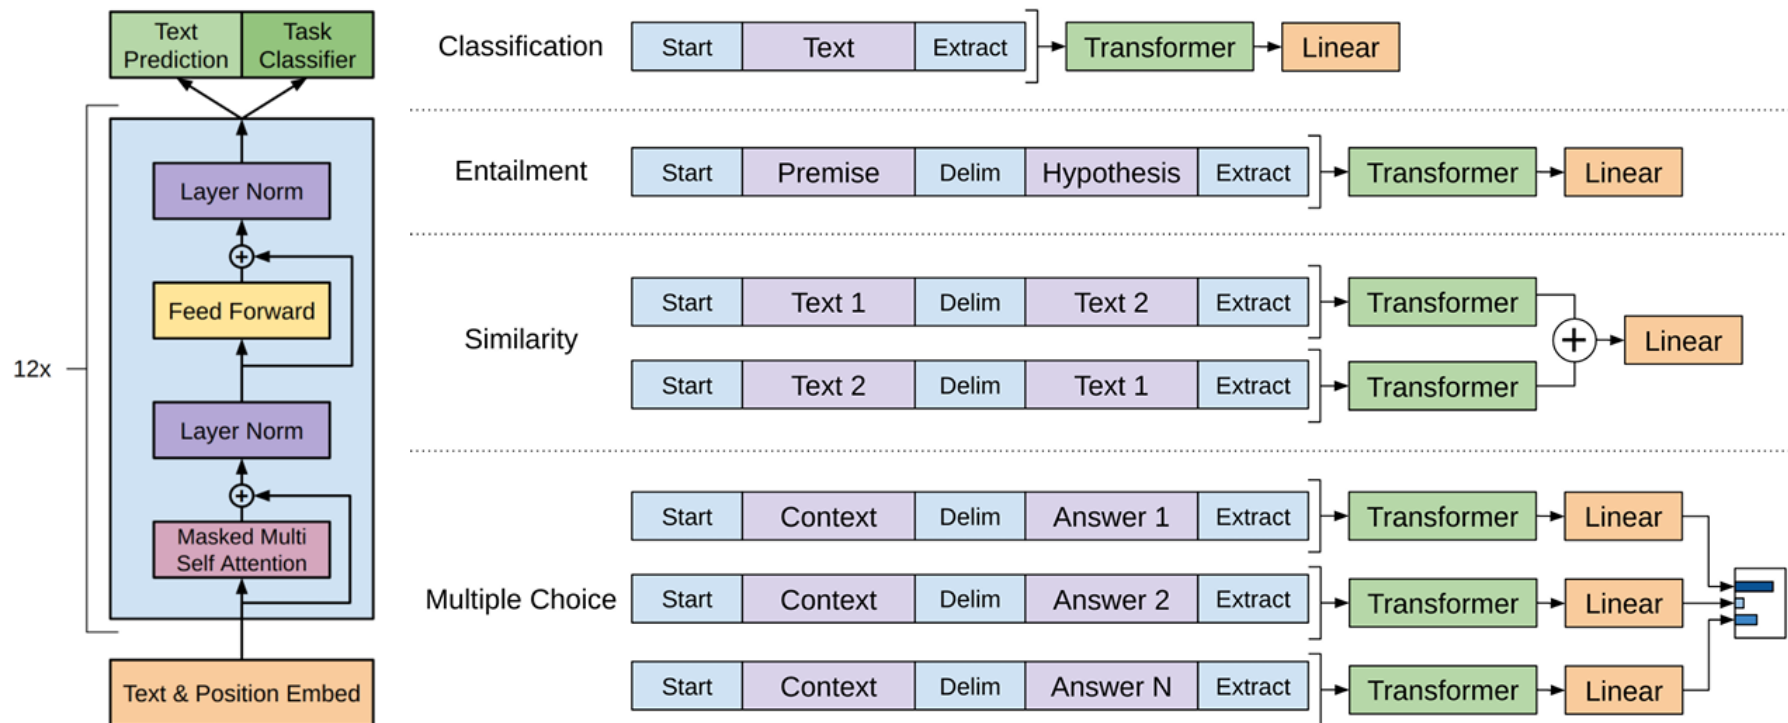 Text
Prediction
Task
Classifier
12x
Layer Norm
+
Feed Forward
Layer Norm
+
Masked Multi
Self Attention
Text & Position Embed
Classification
Start Text Extract Transformer Linear
Entailment
Start Premise Delim Hypothesis Extract Transformer Linear
Similarity
Start Text 1 Delim Text 2 Extract Transformer
+ Linear
Start Text 2 Delim Text 1 Extract Transformer
Multiple Choice
Start Context Delim Answer 1 Extract Transformer Linear
Start Context Delim Answer 2 Extract Transformer Linear
Start Context Delim Answer N Extract Transformer Linear